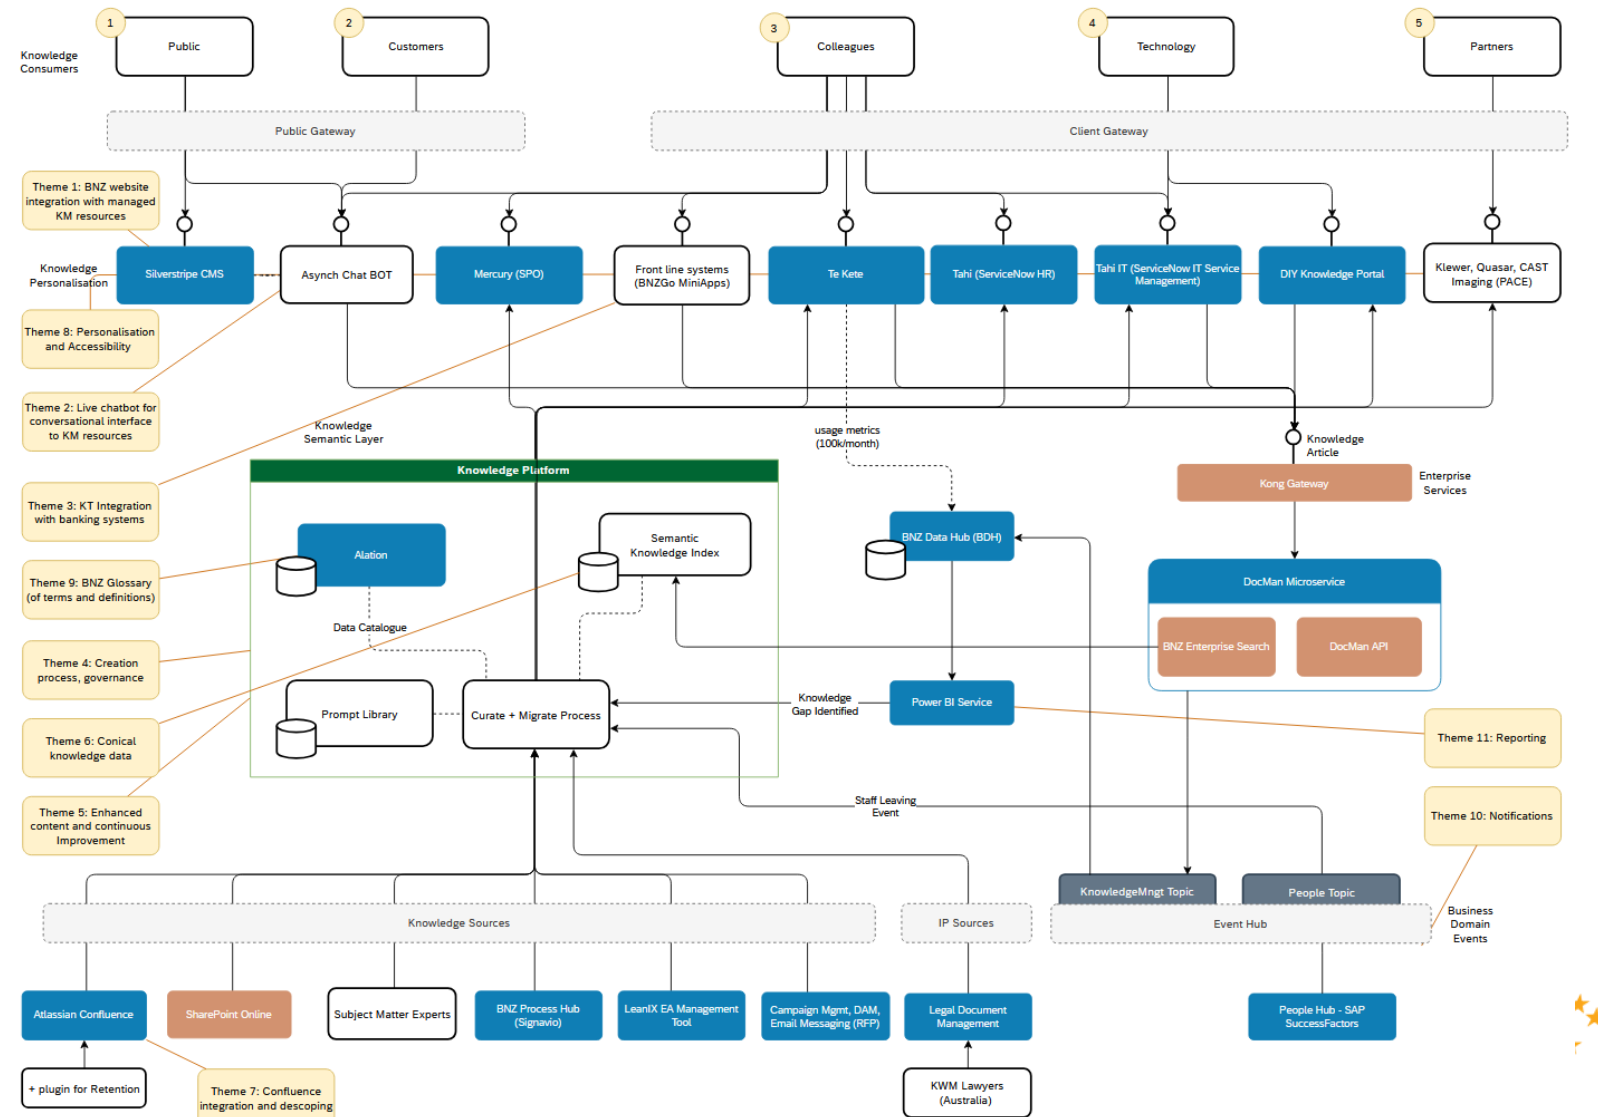 1
Public
2
Customers
3
Colleagues
4
Technology
5
Partners
Knowledge
Consumers
Public Gateway
Client Gateway
Theme 1: BNZ website
integration with managed
KM resources
Knowledge
Personalisation
Silverstripe CMS
Asynch Chat BOT
Mercury (SPO)
Front line systems
(BNZGo MiniApps)
Te Kete
Tahi (ServiceNow HR)
Tahi IT (ServiceNow IT Service
Management)
DIY Knowledge Portal
Klewer, Quasar, CAST
Imaging (PACE)
Theme 8: Personalisation
and Accessibility
Theme 2: Live chatbot for
conversational interface
to KM resources
Knowledge
Semantic Layer
usage metrics
(100k/month)
Knowledge
Article
Knowledge Platform
Kong Gateway
Enterprise
Services
Theme 3: KT Integration
with banking systems
Alation
Semantic
Knowledge Index
BNZ Data Hub (BDH)
DocMan Microservice
Theme 9: BNZ Glossary
(of terms and definitions)
Data Catalogue
BNZ Enterprise Search
DocMan API
Theme 4: Creation
process, governance
Prompt Library
Curate + Migrate Process
Knowledge
Gap Identified
Power BI Service
Theme 6: Conical
knowledge data
Theme 11: Reporting
Theme 5: Enhanced
content and continuous
Improvement
Staff Leaving
Event
Theme 10: Notifications
KnowledgeMngt Topic
People Topic
Knowledge Sources
IP Sources
Event Hub
Business
Domain
Events
Atlassian Confluence
SharePoint Online
Subject Matter Experts
BNZ Process Hub
(Signavio)
LeanIX EA Management
Tool
Campaign Mgmt, DAM,
Email Messaging (RFP)
Legal Document
Management
People Hub - SAP
SuccessFactors
+ plugin for Retention
Theme 7: Confluence
integration and descoping
KWM Lawyers
(Australia)